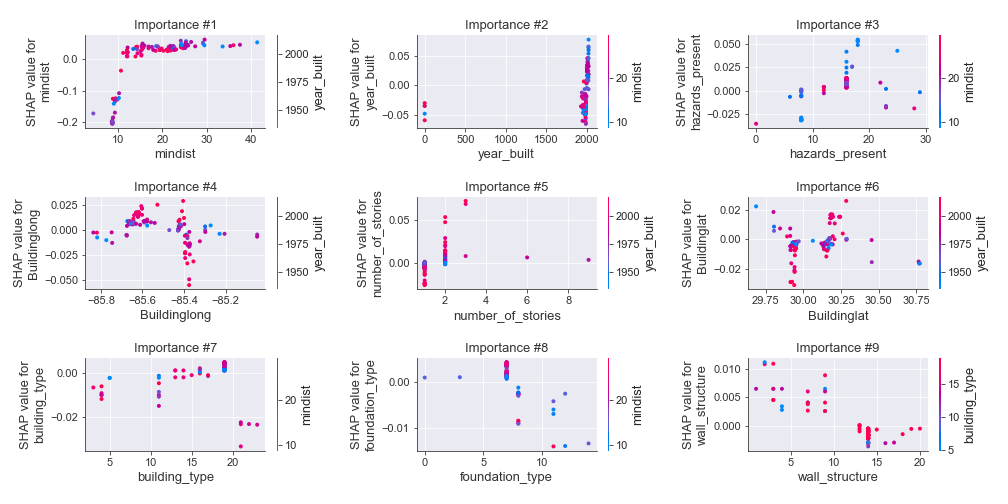 Importance #1
Importance #2
Importance #3
SHAP value for
mindist
0.0
−0.1
−0.2
10
20
30
40
mindist
2000
1975
1950
year_built
SHAP value for
year_built
0.05
0.00
−0.05
0
500
1000
1500
2000
year_built
20
10
mindist
SHAP value for
hazards_present
0.050
0.025
0.000
−0.025
0
10
20
30
hazards_present
20
10
mindist
Importance #4
Importance #5
Importance #6
SHAP value for
Buildinglong
0.025
0.000
−0.025
−0.050
−85.8
−85.6
−85.4
−85.2
Buildinglong
2000
1975
1950
year_built
SHAP value for
number_of_stories
0.05
0.00
2
4
6
8
number_of_stories
2000
1975
1950
year_built
SHAP value for
Buildinglat
0.02
0.00
−0.02
29.75
30.00
30.25
30.50
30.75
Buildinglat
2000
1975
1950
year_built
Importance #7
Importance #8
Importance #9
SHAP value for
building_type
0.00
−0.02
5
10
15
20
building_type
20
10
mindist
SHAP value for
foundation_type
0.00
−0.01
0
5
10
foundation_type
20
10
mindist
SHAP value for
wall_structure
0.010
0.005
0.000
5
10
15
20
wall_structure
15
10
5
building_type